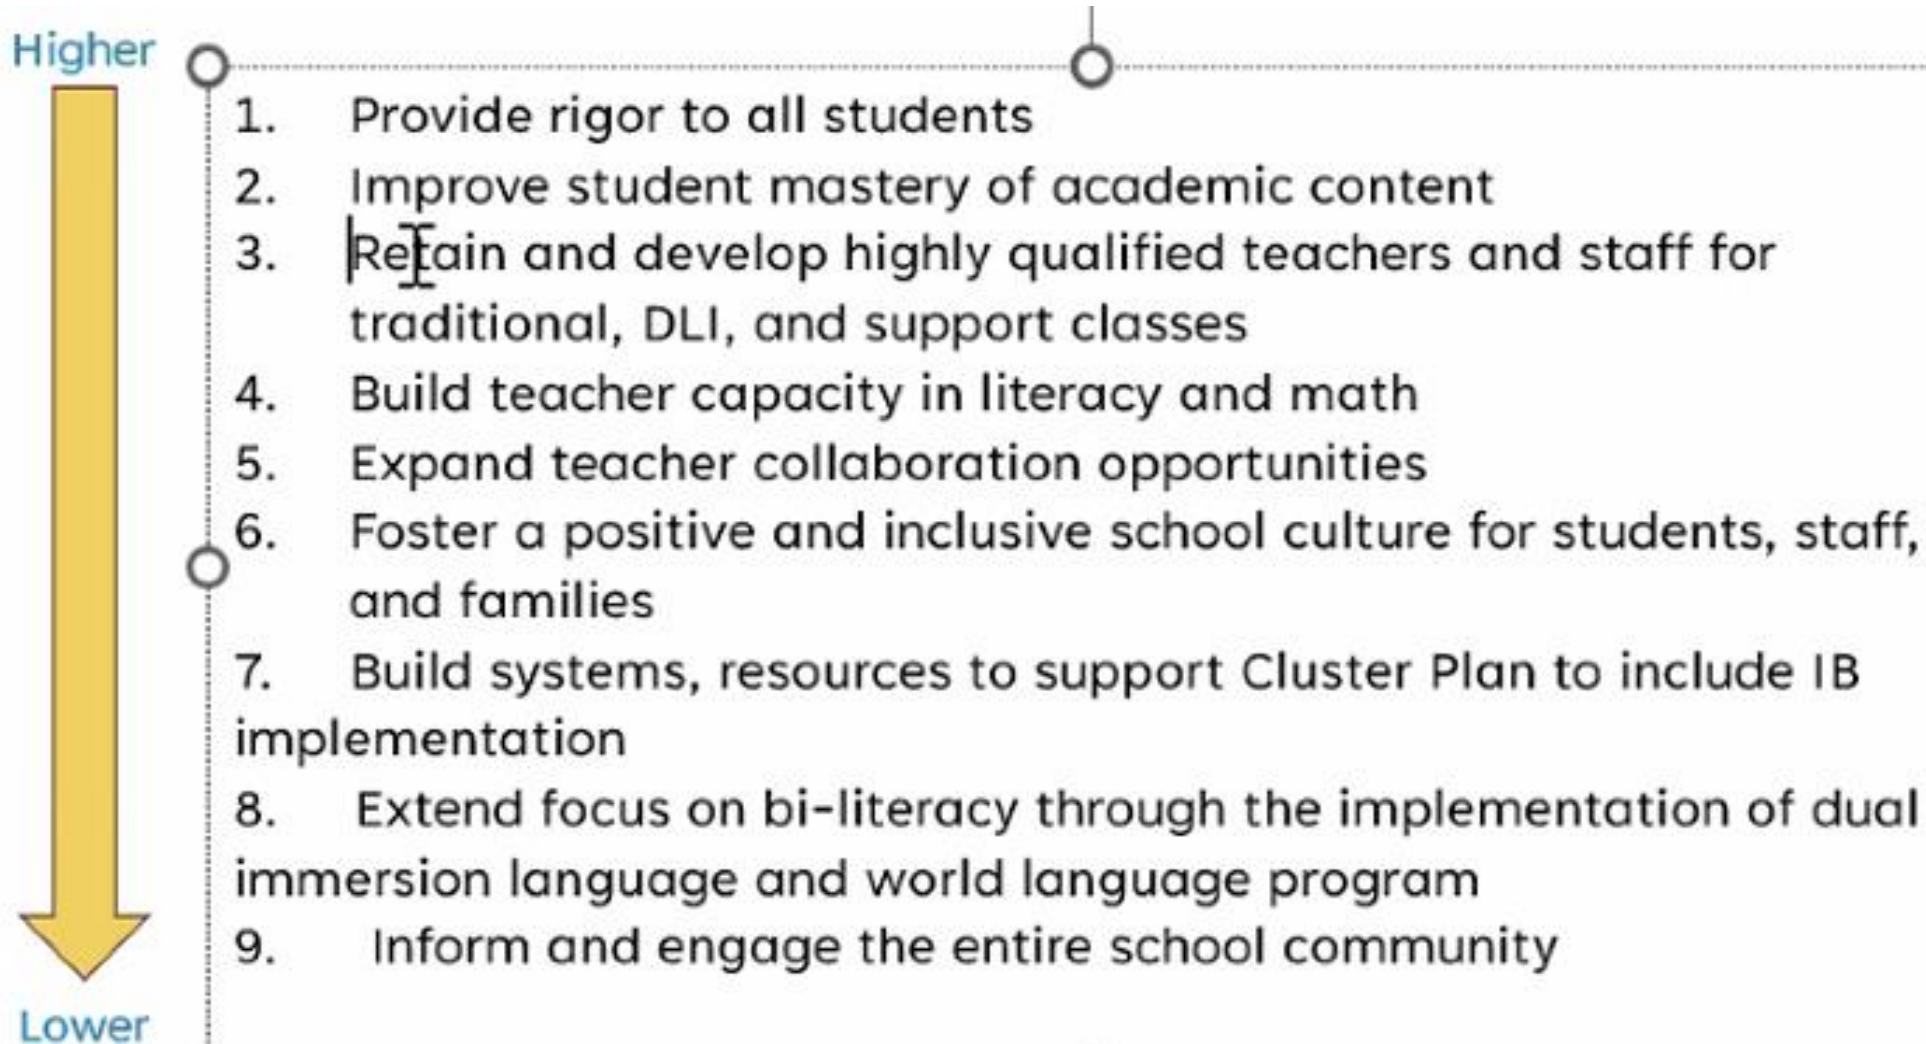 Higher
1. Provide rigor to all students
2. Improve student mastery of academic content
3. Retain and develop highly qualified teachers and staff for
traditional, DLI, and support classes
4. Build teacher capacity in literacy and math
5. Expand teacher collaboration opportunities
6. Foster a positive and inclusive school culture for students, staff,
and families
7. Build systems, resources to support Cluster Plan to include IB
implementation
8. Extend focus on bi-literacy through the implementation of dual
immersion language and world language program
9. Inform and engage the entire school community
Lower